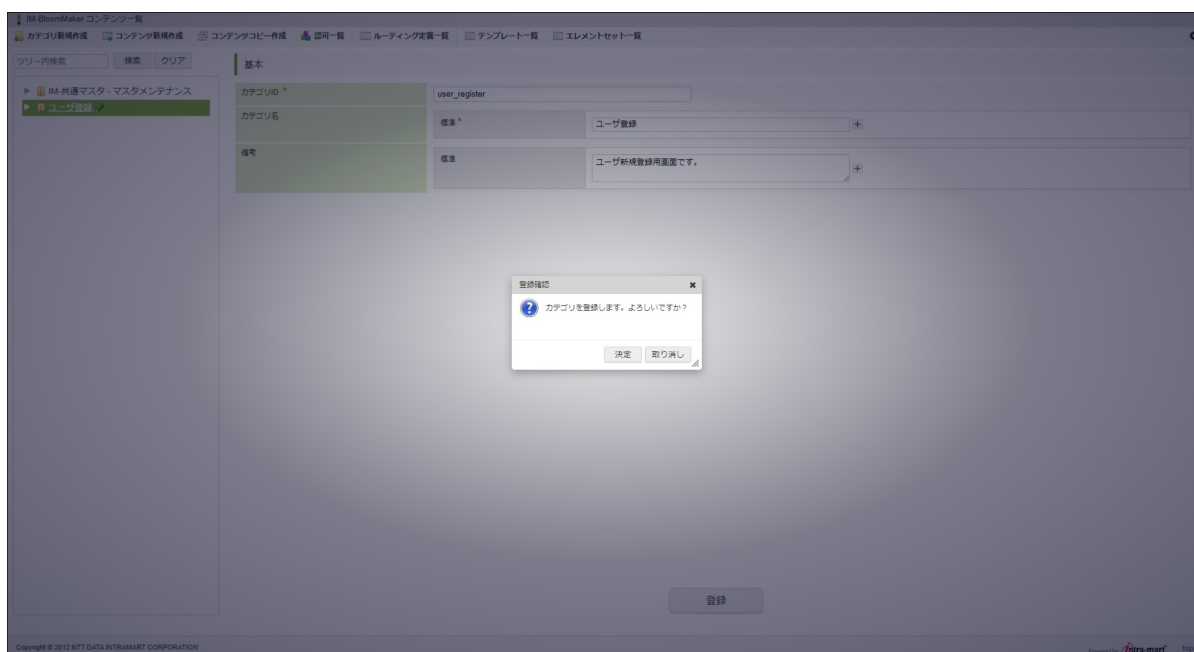 IM-BloomMaker コンテンツ一覧
カテゴリ新規作成 コンテンツ新規作成 コンテンツコピー作成 認可一覧 ルーティング定義一覧 テンプレート一覧 エレメントセット一覧
ツリー内検索 検索 クリア
基本
IM-共通マスタ - マスタメンテナンス
ユーザ登録
カテゴリID * user_register
カテゴリ名 標準 * ユーザ登録
備考 標準 ユーザ新規登録用画面です。
登録確認
カテゴリを登録します。よろしいですか?
決定 取り消し
登録
Copyright © 2012 NTT DATA INTRAMART CORPORATION
Powered by intra-mart top